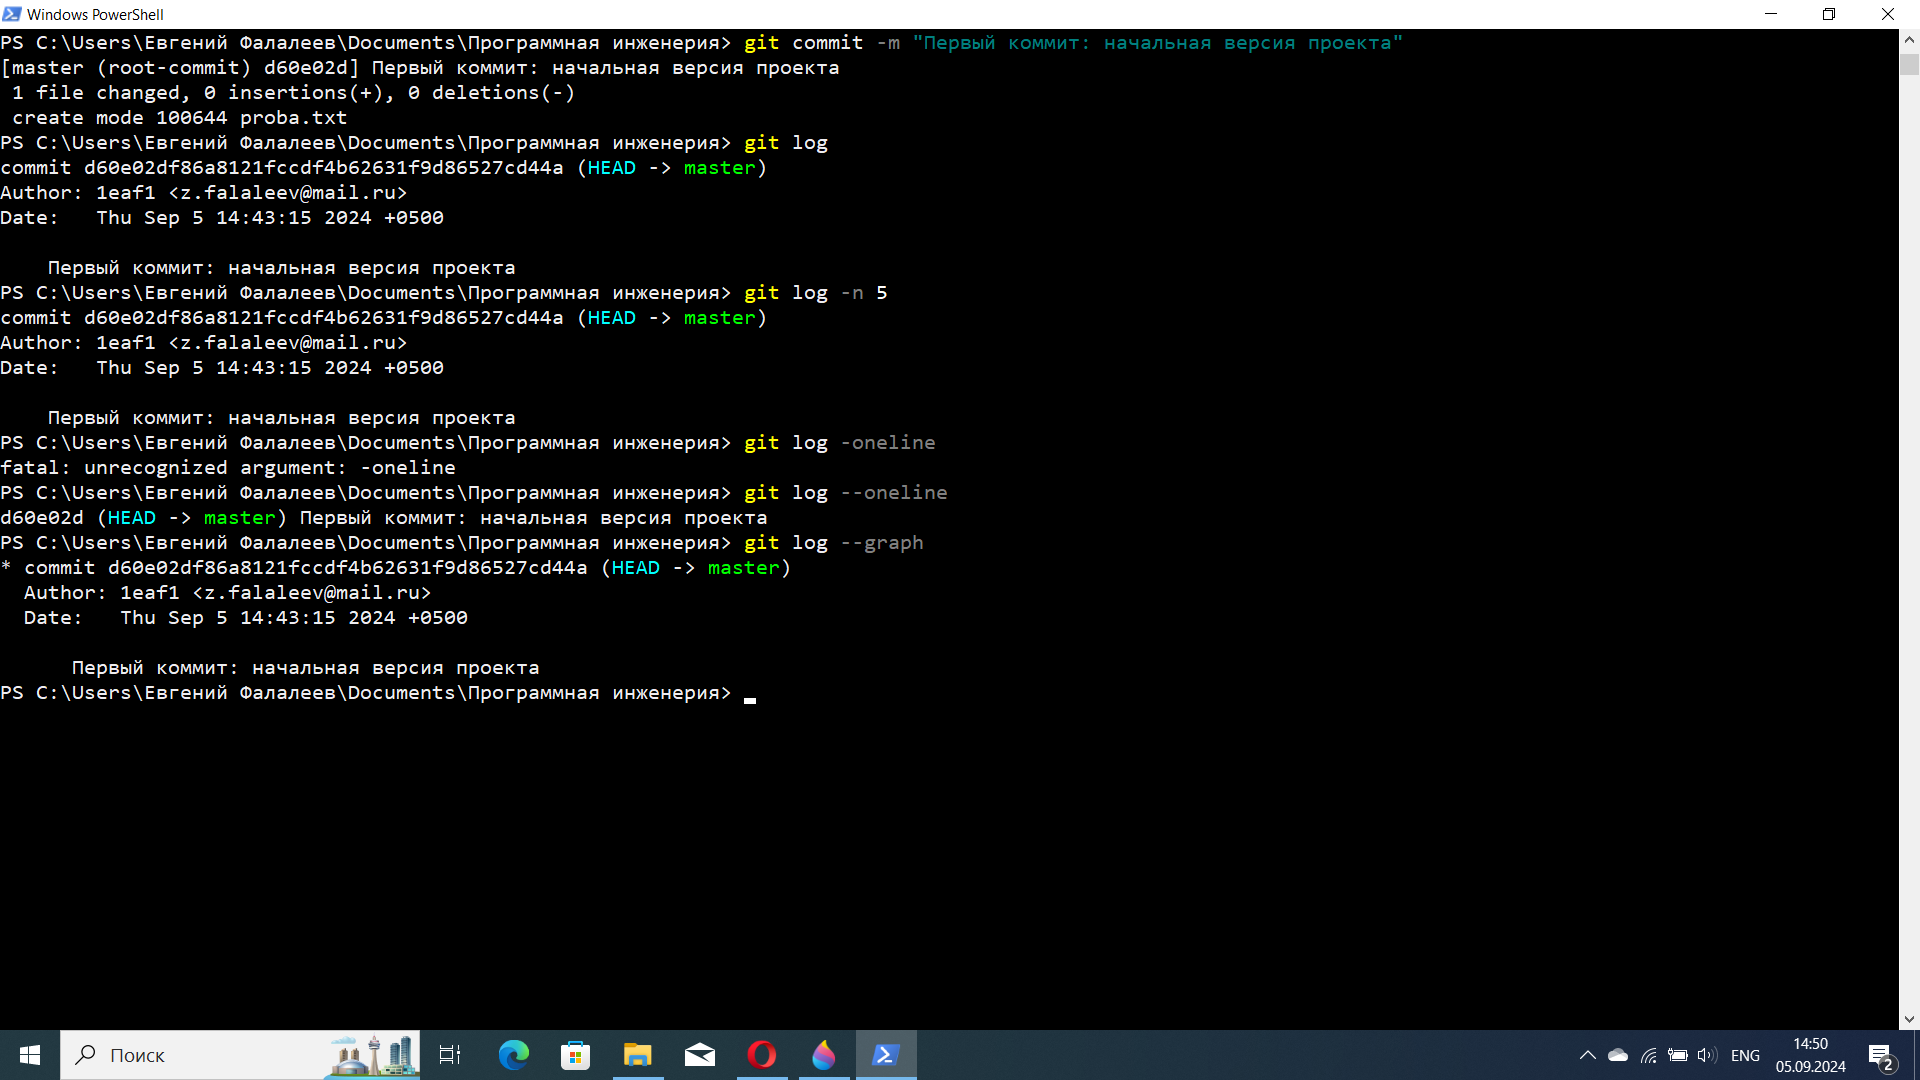 Windows PowerShell
PS C:\Users\Евгений Фалалеев\Documents\Программная инженерия> git commit -m "Первый коммит: начальная версия проекта"
[master (root-commit) d60e02d] Первый коммит: начальная версия проекта
 1 file changed, 0 insertions(+), 0 deletions(-)
 create mode 100644 proba.txt
PS C:\Users\Евгений Фалалеев\Documents\Программная инженерия> git log
commit d60e02df86a8121fccdf4b62631f9d86527cd44a (HEAD -> master)
Author: 1eaf1 <z.falaleev@mail.ru>
Date:   Thu Sep 5 14:43:15 2024 +0500
    Первый коммит: начальная версия проекта
PS C:\Users\Евгений Фалалеев\Documents\Программная инженерия> git log -n 5
commit d60e02df86a8121fccdf4b62631f9d86527cd44a (HEAD -> master)
Author: 1eaf1 <z.falaleev@mail.ru>
Date:   Thu Sep 5 14:43:15 2024 +0500
    Первый коммит: начальная версия проекта
PS C:\Users\Евгений Фалалеев\Documents\Программная инженерия> git log -oneline
fatal: unrecognized argument: -oneline
PS C:\Users\Евгений Фалалеев\Documents\Программная инженерия> git log --oneline
d60e02d (HEAD -> master) Первый коммит: начальная версия проекта
PS C:\Users\Евгений Фалалеев\Documents\Программная инженерия> git log --graph
* commit d60e02df86a8121fccdf4b62631f9d86527cd44a (HEAD -> master)
  Author: 1eaf1 <z.falaleev@mail.ru>
  Date:   Thu Sep 5 14:43:15 2024 +0500
      Первый коммит: начальная версия проекта
PS C:\Users\Евгений Фалалеев\Documents\Программная инженерия>
Поиск
ENG
14:50
05.09.2024
2